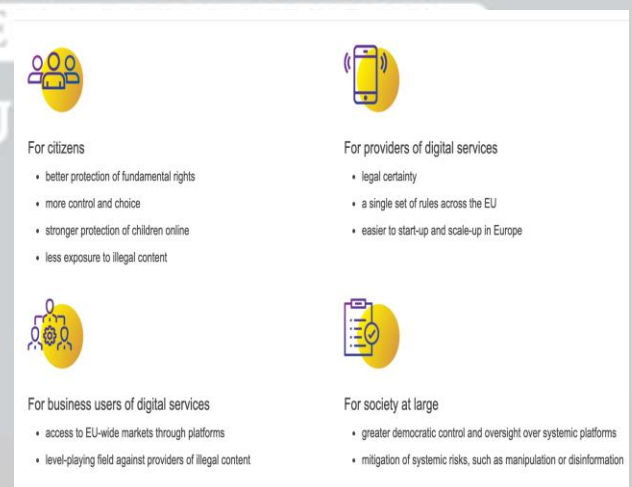 For citizens
• better protection of fundamental rights
• more control and choice
• stronger protection of children online
• less exposure to illegal content
For providers of digital services
• legal certainty
• a single set of rules across the EU
• easier to start-up and scale-up in Europe
For business users of digital services
• access to EU-wide markets through platforms
• level-playing field against providers of illegal content
For society at large
• greater democratic control and oversight over systemic platforms
• mitigation of systemic risks, such as manipulation or disinformation